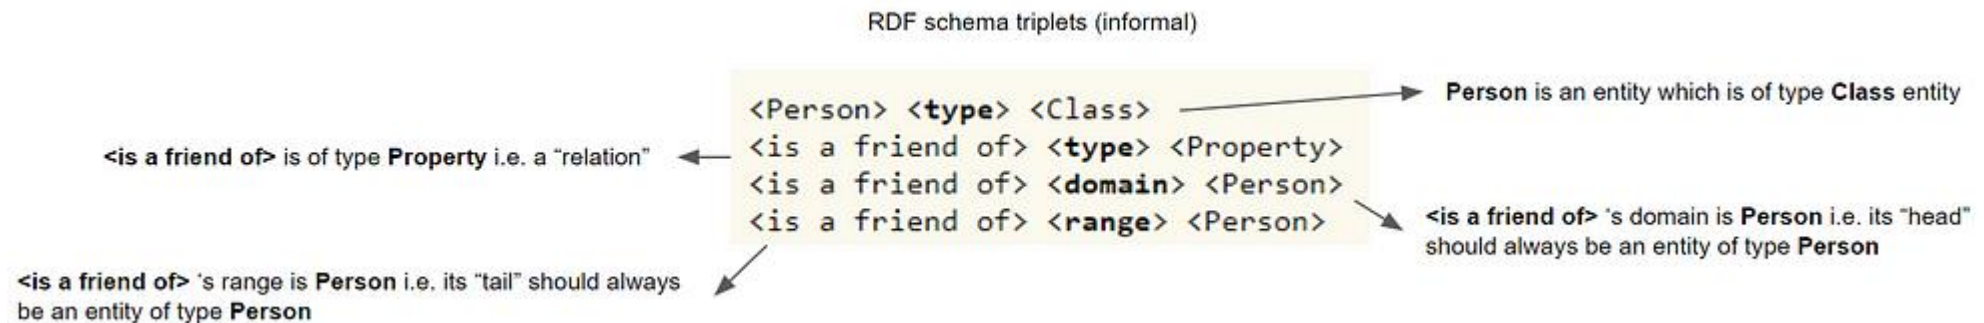 RDF schema triplets (informal)
<Person> <type> <Class>
<is a friend of> <type> <Property>
<is a friend of> <domain> <Person>
<is a friend of> <range> <Person>
Person is an entity which is of type Class entity
<is a friend of> is of type Property i.e. a “relation”
<is a friend of> ‘s domain is Person i.e. its “head”
should always be an entity of type Person
<is a friend of> ‘s range is Person i.e. its “tail” should always
be an entity of type Person